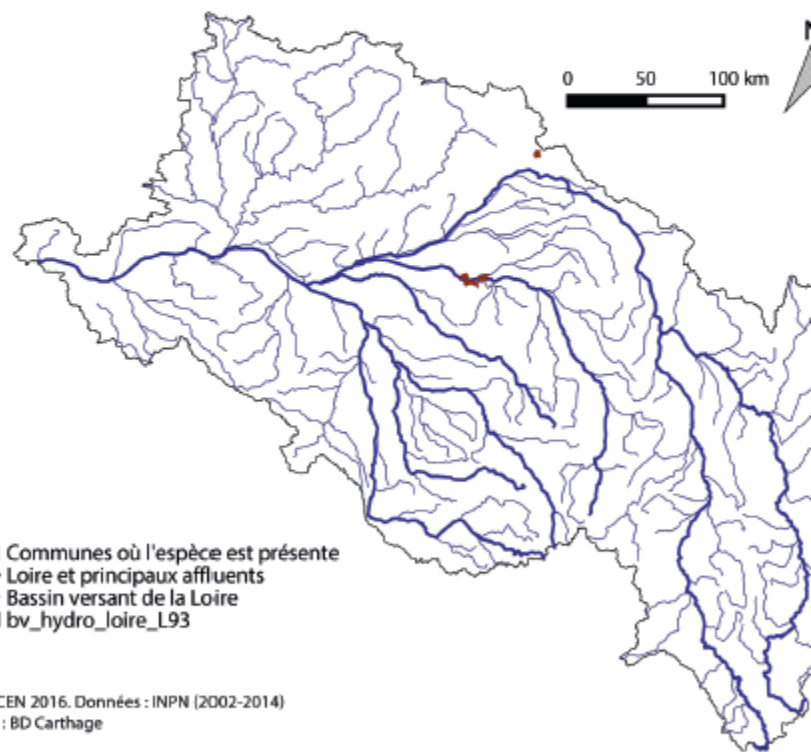 N
0 50 100 km
Communes où l'espèce est présente
Loire et principaux affluents
Bassin versant de la Loire
bv_hydro_loire_L93
CEN 2016. Données : INPN (2002-2014)
: BD Carthage